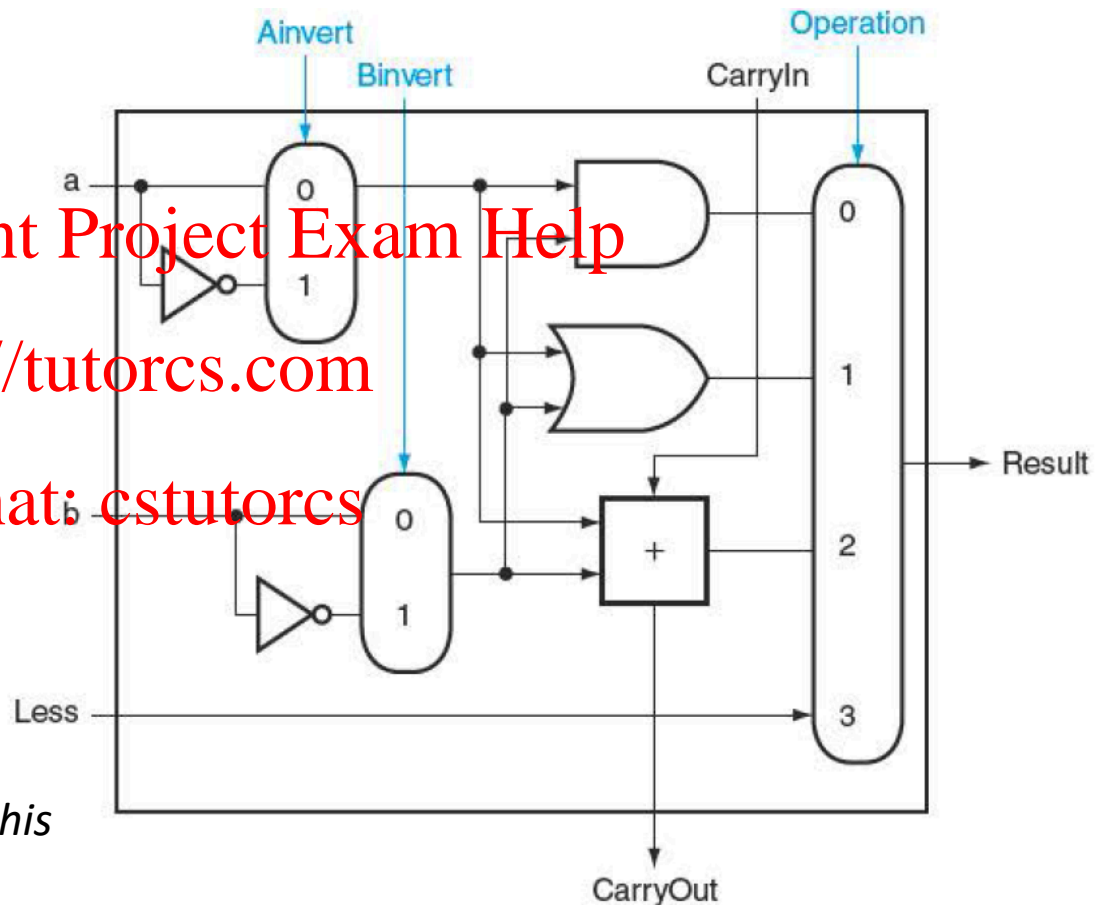 Ainvert
Operation
Binvert
CarryIn
a
0
1
0
nt Project Exam Help
//tutorcs.com
1
Result
hat: cstutorcs
b
0
1
+
2
Less
3
his
CarryOut